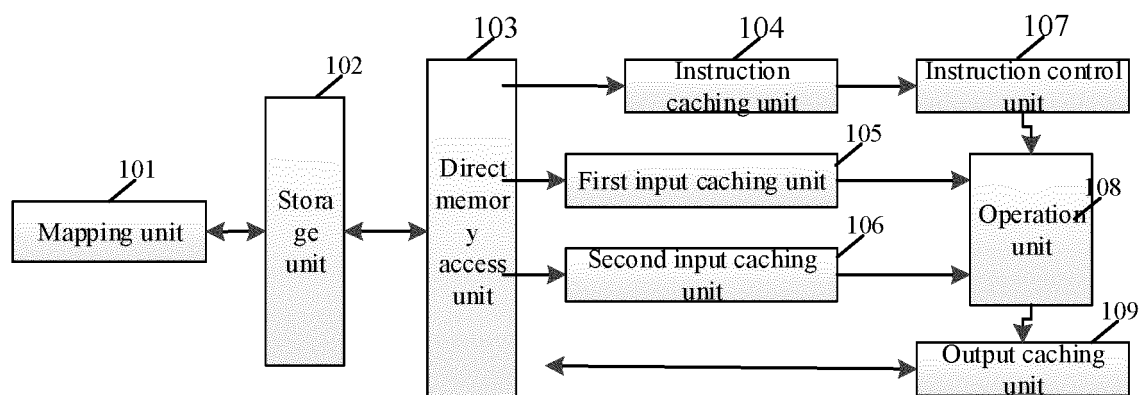 103
104
107
102
Instruction
caching unit
Instruction control
unit
105
101
Direct
memor
y
access
unit
First input caching unit
108
Operation
unit
Mapping unit
Stora
ge
unit
106
Second input caching
unit
109
Output caching
unit